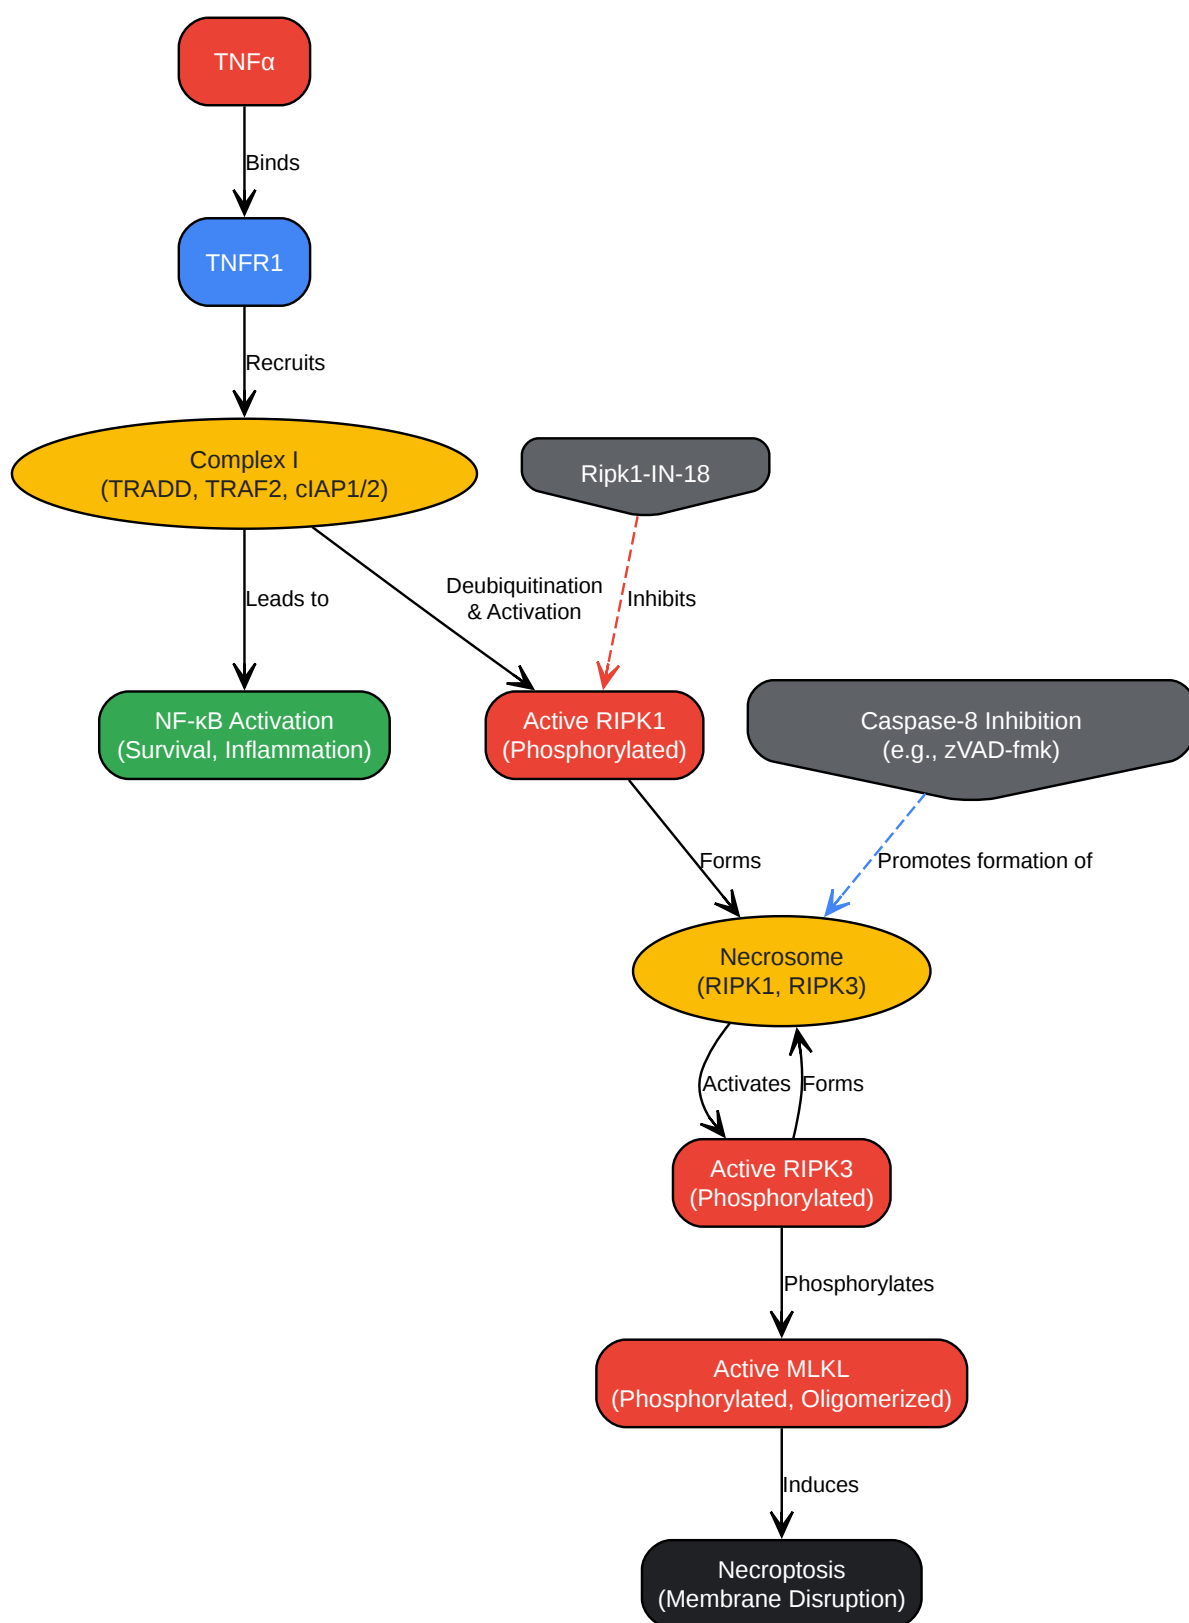 TNFα
Binds
TNFR1
Recruits
Complex I
(TRADD, TRAF2, cIAP1/2)
Ripk1-IN-18
Deubiquitination
& Activation
Inhibits
Leads to
NF-κB Activation
(Survival, Inflammation)
Active RIPK1
(Phosphorylated)
Caspase-8 Inhibition
(e.g., zVAD-fmk)
Forms
Promotes formation of
Necrosome
(RIPK1, RIPK3)
Activates
Forms
Active RIPK3
(Phosphorylated)
Phosphorylates
Active MLKL
(Phosphorylated, Oligomerized)
Induces
Necroptosis
(Membrane Disruption)